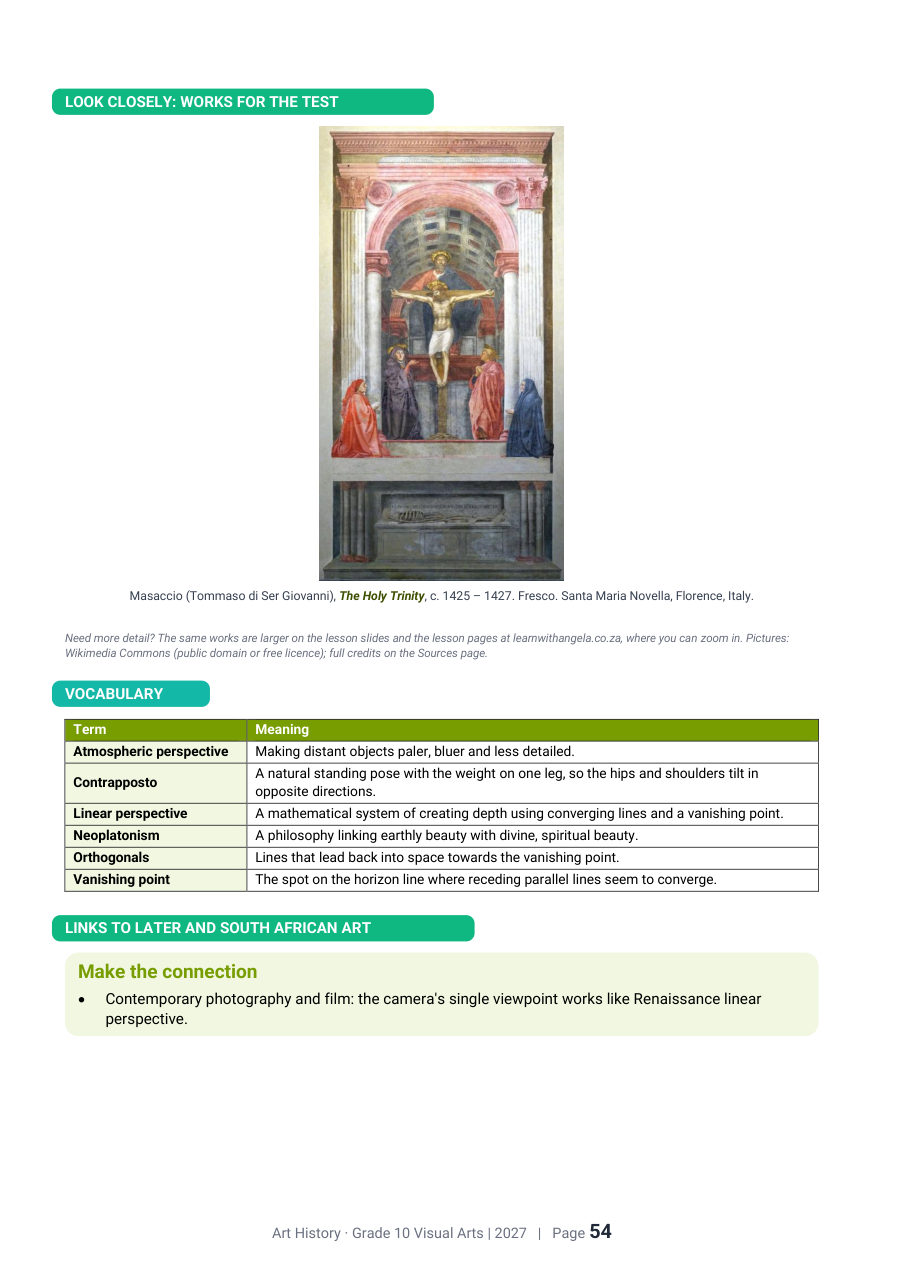 LOOK CLOSELY: WORKS FOR THE TEST
Masaccio (Tommaso di Ser Giovanni), The Holy Trinity, c. 1425 – 1427. Fresco. Santa Maria Novella, Florence, Italy.
Need more detail? The same works are larger on the lesson slides and the lesson pages at learnwithangela.co.za, where you can zoom in. Pictures:
Wikimedia Commons (public domain or free licence); full credits on the Sources page.
VOCABULARY
Term Meaning
Atmospheric perspective Making distant objects paler, bluer and less detailed.
Contrapposto A natural standing pose with the weight on one leg, so the hips and shoulders tilt in
opposite directions.
Linear perspective A mathematical system of creating depth using converging lines and a vanishing point.
Neoplatonism A philosophy linking earthly beauty with divine, spiritual beauty.
Orthogonals Lines that lead back into space towards the vanishing point.
Vanishing point The spot on the horizon line where receding parallel lines seem to converge.
LINKS TO LATER AND SOUTH AFRICAN ART
Make the connection
• Contemporary photography and film: the camera's single viewpoint works like Renaissance linear
perspective.
Art History · Grade 10 Visual Arts | 2027 | Page 54